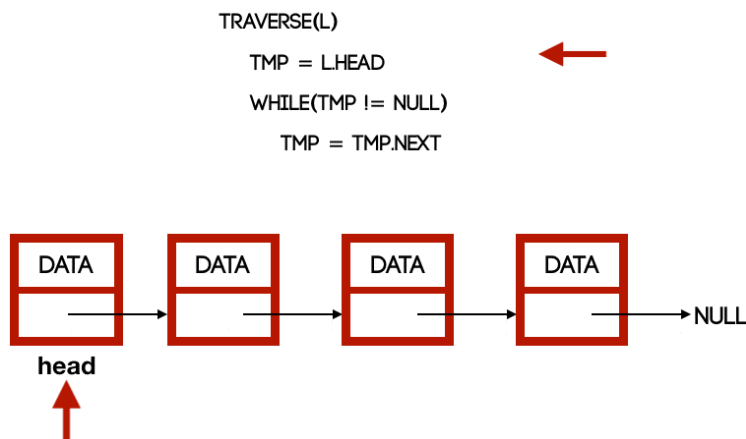 TRAVERSE(L)
TMP = L.HEAD
WHILE(TMP != NULL)
TMP = TMP.NEXT
DATA DATA DATA DATA
NULL
head